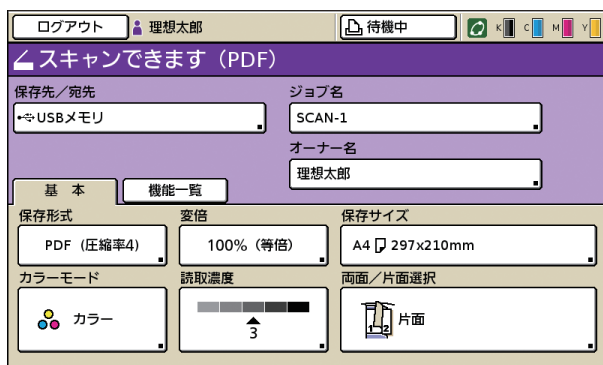 ログアウト 理想太郎 待機中 K C M Y
スキャンできます（PDF）
保存先／宛先 ジョブ名
USBメモリ SCAN-1
オーナー名
理想太郎
基 本 機能一覧
保存形式 変倍 保存サイズ
PDF（圧縮率4） 100%（等倍） A4 297x210mm
カラーモード 読取濃度 両面／片面選択
カラー 3 1 2 片面